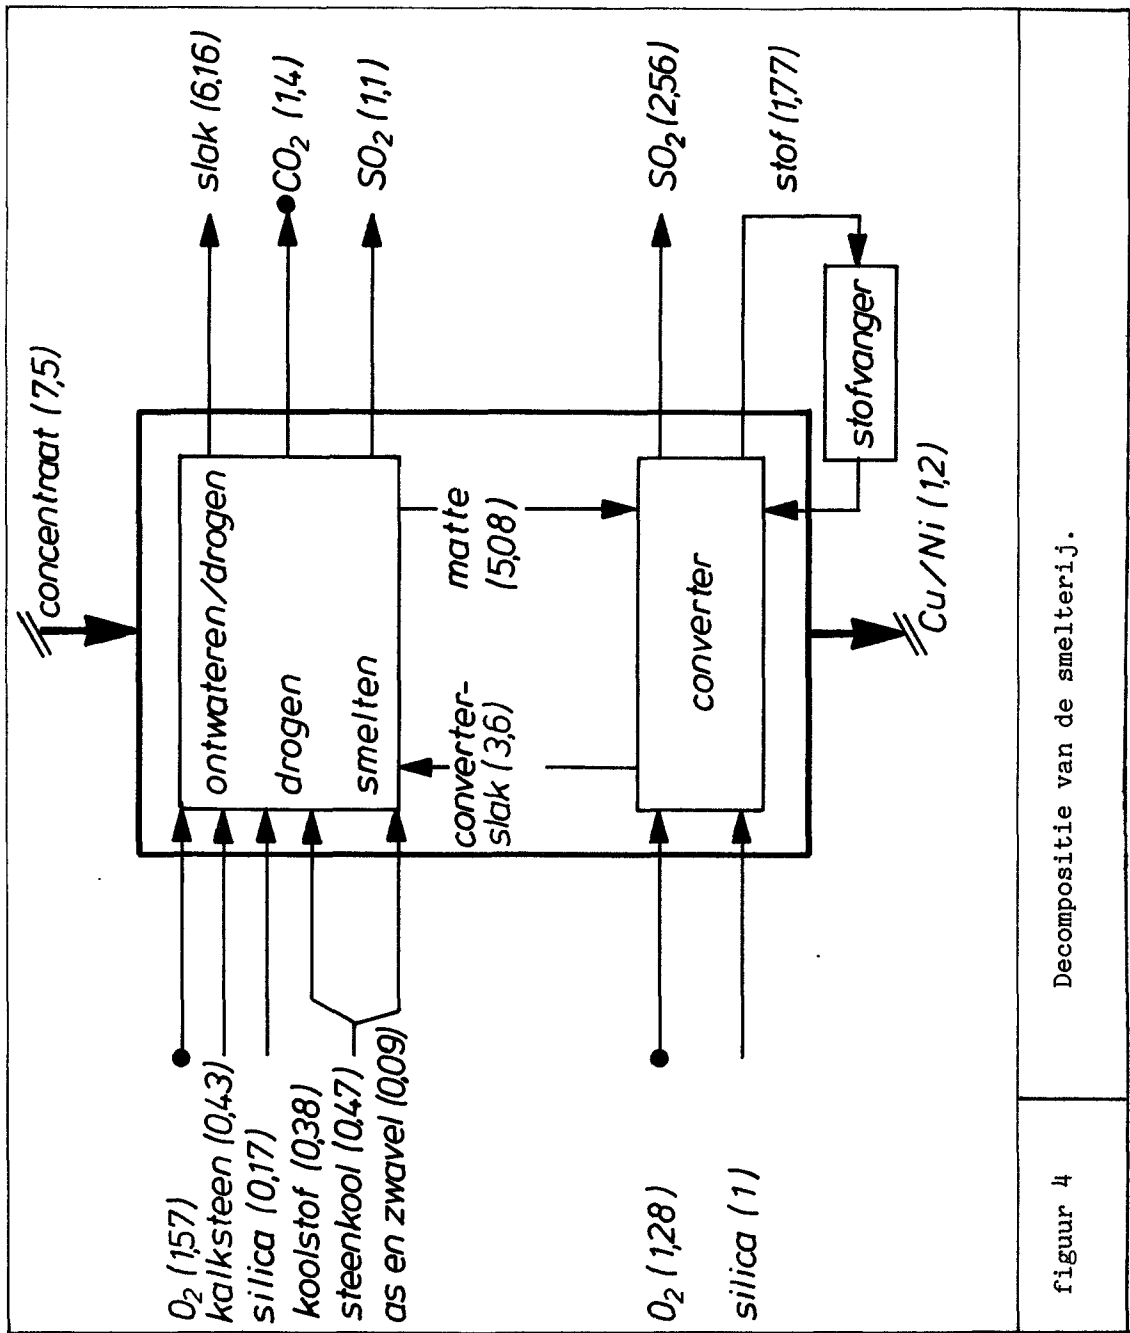 concentraat (7,5)
O₂ (1,57)
kalksteen (0,43)
silica (0,17)
koolstof (0,38)
steenkool (0,47)
as en zwavel (0,09)
ontwateren/drogen
drogen
smelten
slak (6,16)
CO₂ (1,4)
SO₂ (1,1)
converter-
slak (3,6)
matte
(5,08)
O₂ (1,28)
silica (1)
converter
SO₂ (2,56)
stof (1,77)
stofvanger
Cu/Ni (1,2)
figuur 4
Decompositie van de smelterij.